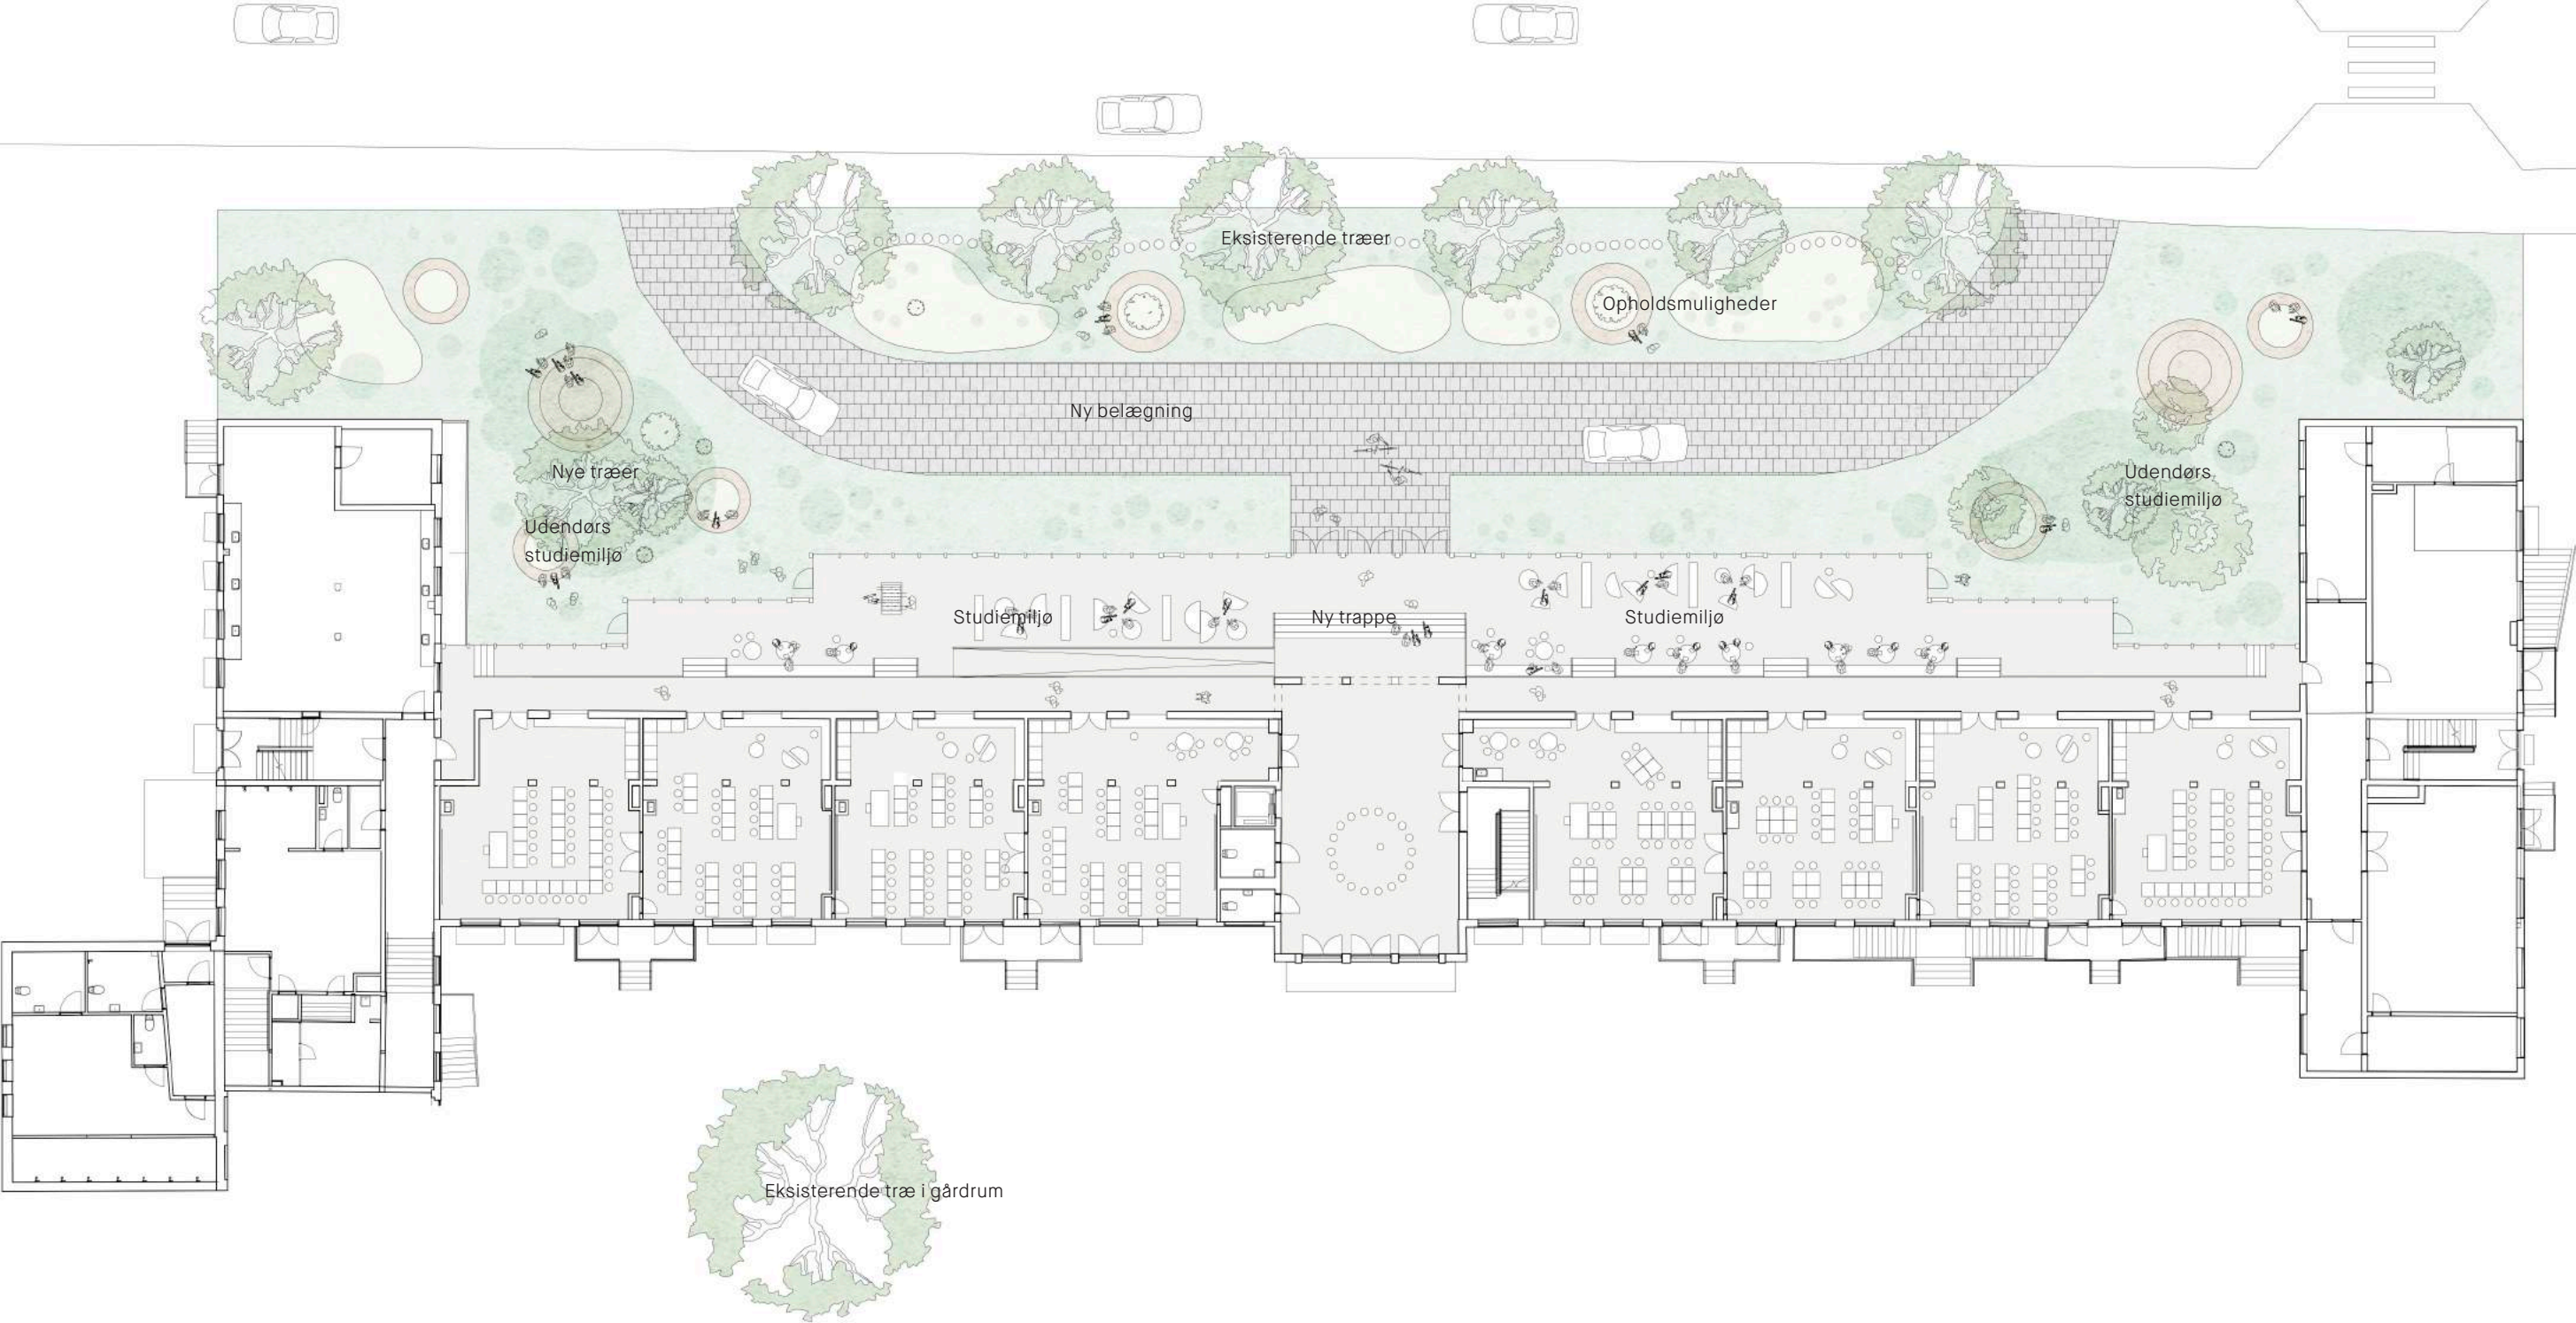 Eksisterende træer
Opholdsmuligheder
Ny belægning
Nye træer
Udendørs
studiemiljø
Udendørs
studiemiljø
Studiemiljø
Ny trappe
Studiemiljø
Eksisterende træ i gårdrum